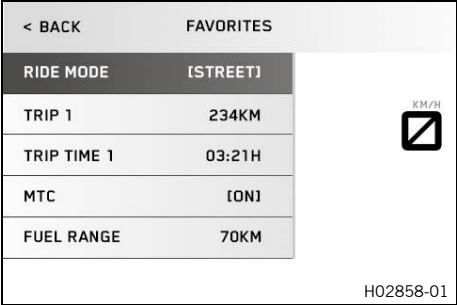 < BACK FAVORITES
RIDE MODE [STREET]
KM/H
0
TRIP 1 234KM
TRIP TIME 1 03:21H
MTC [ON]
FUEL RANGE 70KM
H02858-01